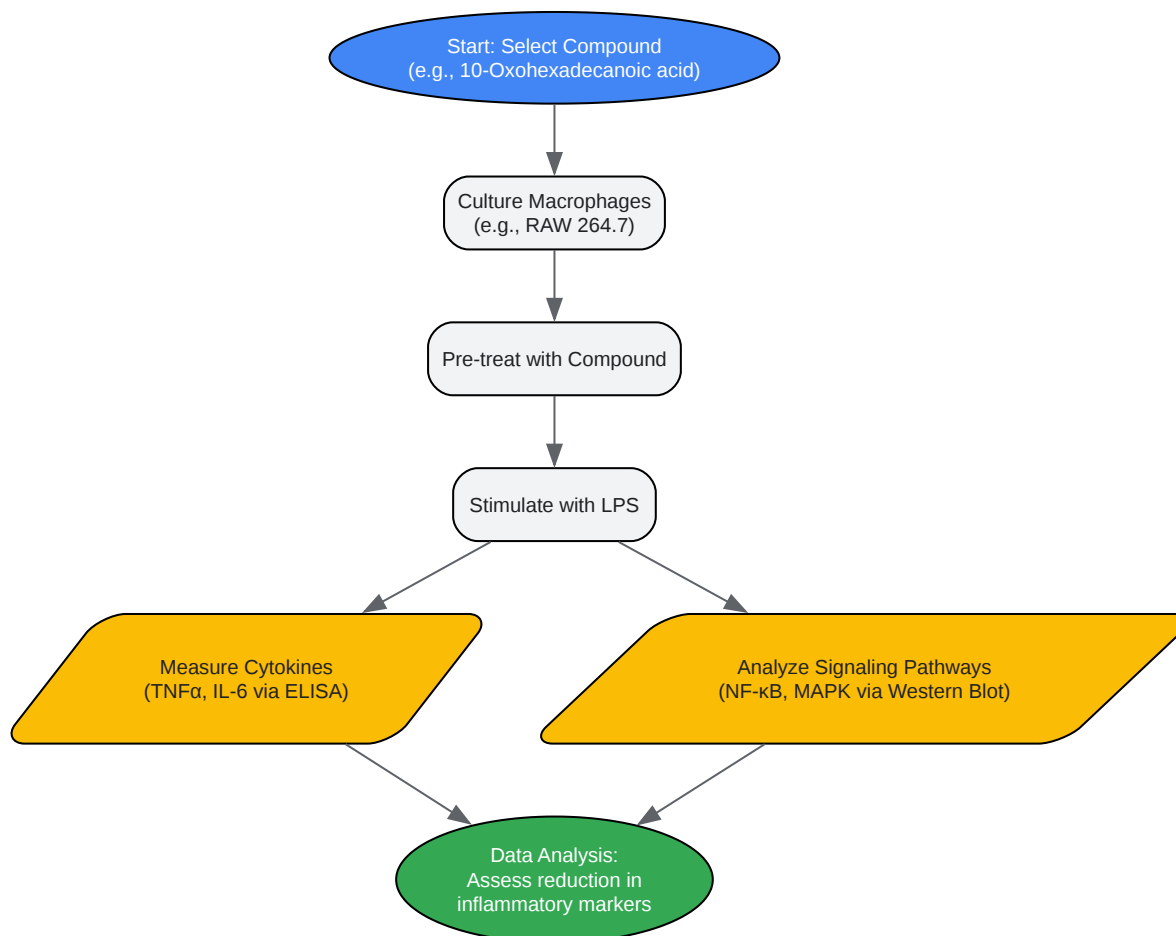 Start: Select Compound
(e.g., 10-Oxohexadecanoic acid)
Culture Macrophages
(e.g., RAW 264.7)
Pre-treat with Compound
Stimulate with LPS
Measure Cytokines
(TNFα, IL-6 via ELISA)
Analyze Signaling Pathways
(NF-κB, MAPK via Western Blot)
Data Analysis:
Assess reduction in
inflammatory markers